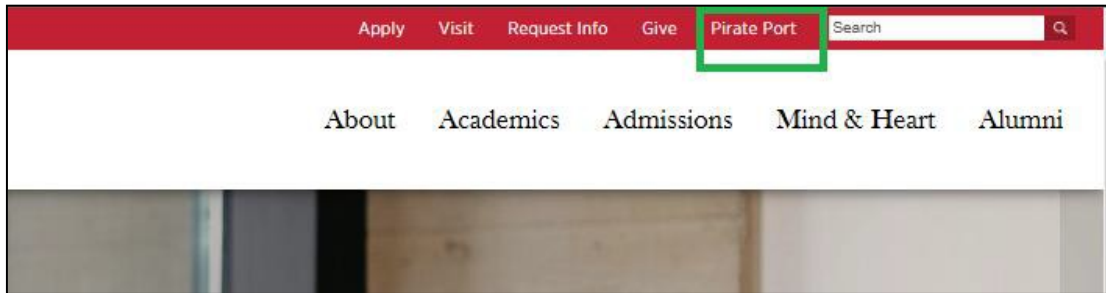 Apply Visit Request Info Give Pirate Port Search
About Academics Admissions Mind & Heart Alumni